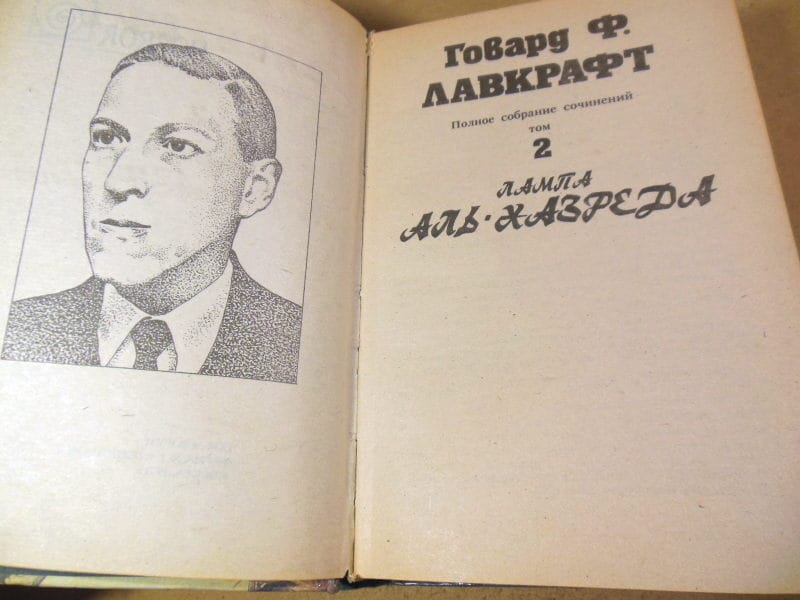 Говард Ф.
ЛАВКРАФТ
Полное собрание сочинений
том
2
ЛАМПА
АЛЬ·ХАЗРЕДА